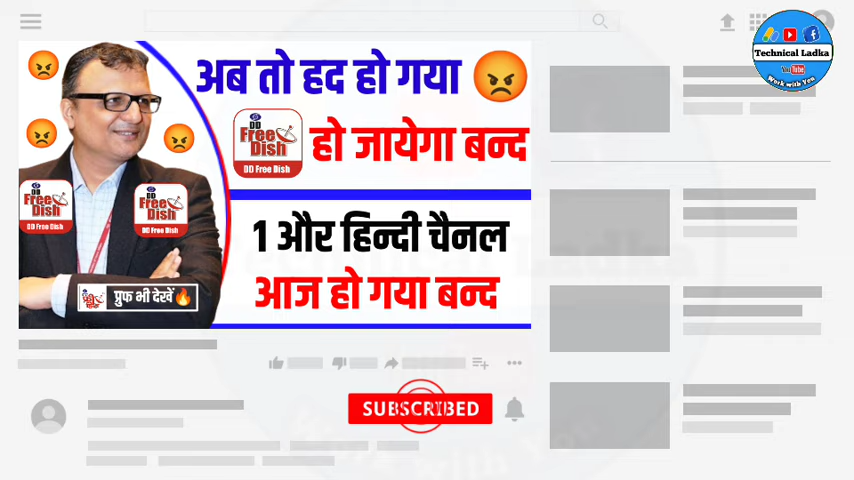 Technical Ladka
YouTube
Work with You
अब तो हद हो गया
DD
Free
Dish
DD Free Dish
हो जायेगा बन्द
DD
Free
Dish
DD Free Dish
DD
Free
Dish
DD Free Dish
1 और हिन्दी चैनल
आज हो गया बन्द
प्रुफ भी देखें
SUBSCRIBED